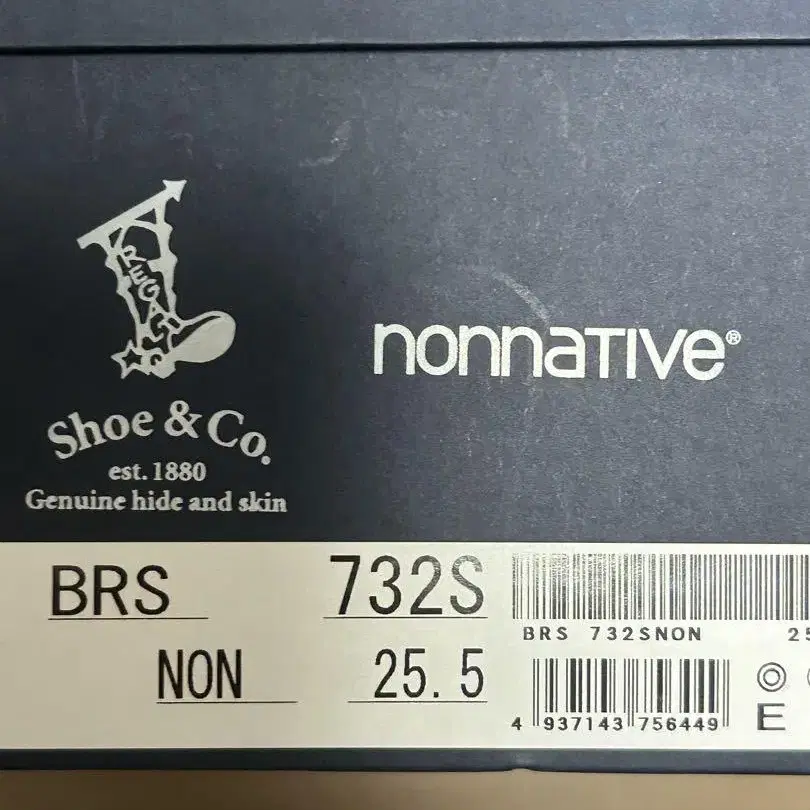 REGAL
nonnative®
Shoe & Co.
est. 1880
Genuine hide and skin
BRS 732S
BRS 732SNON 25
NON 25.5
4 937143 756449
E